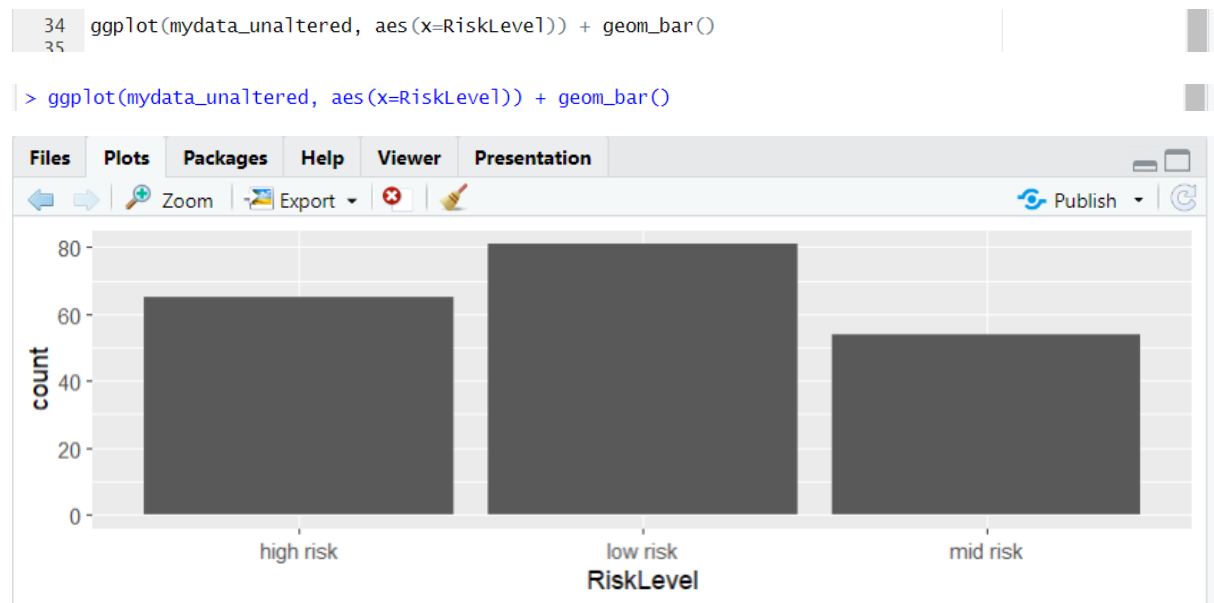 34 ggplot(mydata_unaltered, aes(x=RiskLevel)) + geom_bar()
35
> ggplot(mydata_unaltered, aes(x=RiskLevel)) + geom_bar()
Files Plots Packages Help Viewer Presentation
Zoom Export Publish
80
60
40
20
0
count
high risk low risk mid risk
RiskLevel